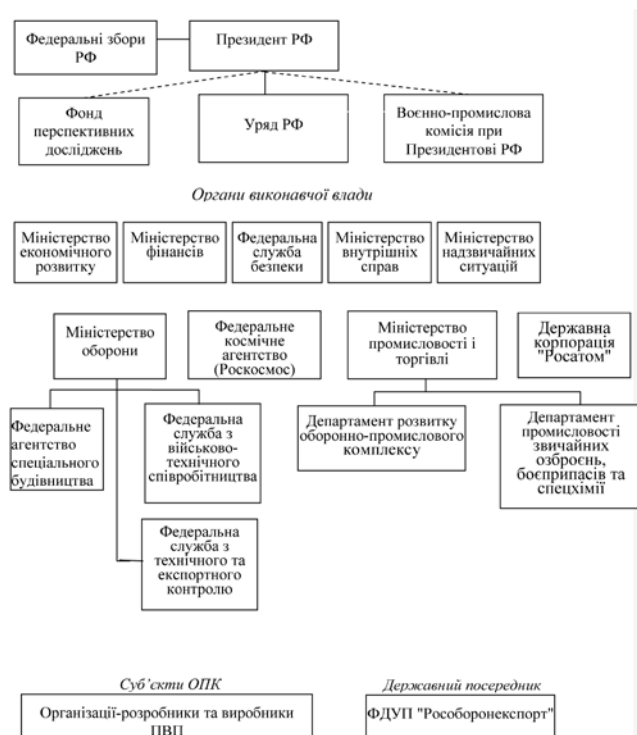 Федеральні збори
РФ
Президент РФ
Фонд
перспективних
досліджень
Уряд РФ
Воєнно-промислова
комісія при
Президентові РФ
Органи виконавчої влади
Міністерство
економічного
розвитку
Міністерство
фінансів
Федеральна
служба
безпеки
Міністерство
внутрішніх
справ
Міністерство
надзвичайних
ситуацій
Міністерство
оборони
Федеральне
космічне
агентство
(Роскосмос)
Міністерство
промисловості і
торгівлі
Державна
корпорація
"Росатом"
Федеральне
агентство
спеціального
будівництва
Федеральна
служба з
військово-
технічного
співробітництва
Департамент розвитку
оборонно-промислового
комплексу
Департамент
промисловості
звичайних
озброєнь,
боєприпасів та
спецхімії
Федеральна
служба з
технічного та
експортного
контролю
Суб'єкти ОПК
Державний посередник
Організації-розробники та виробники
ПВП
ФДУП "Рособоронекспорт"